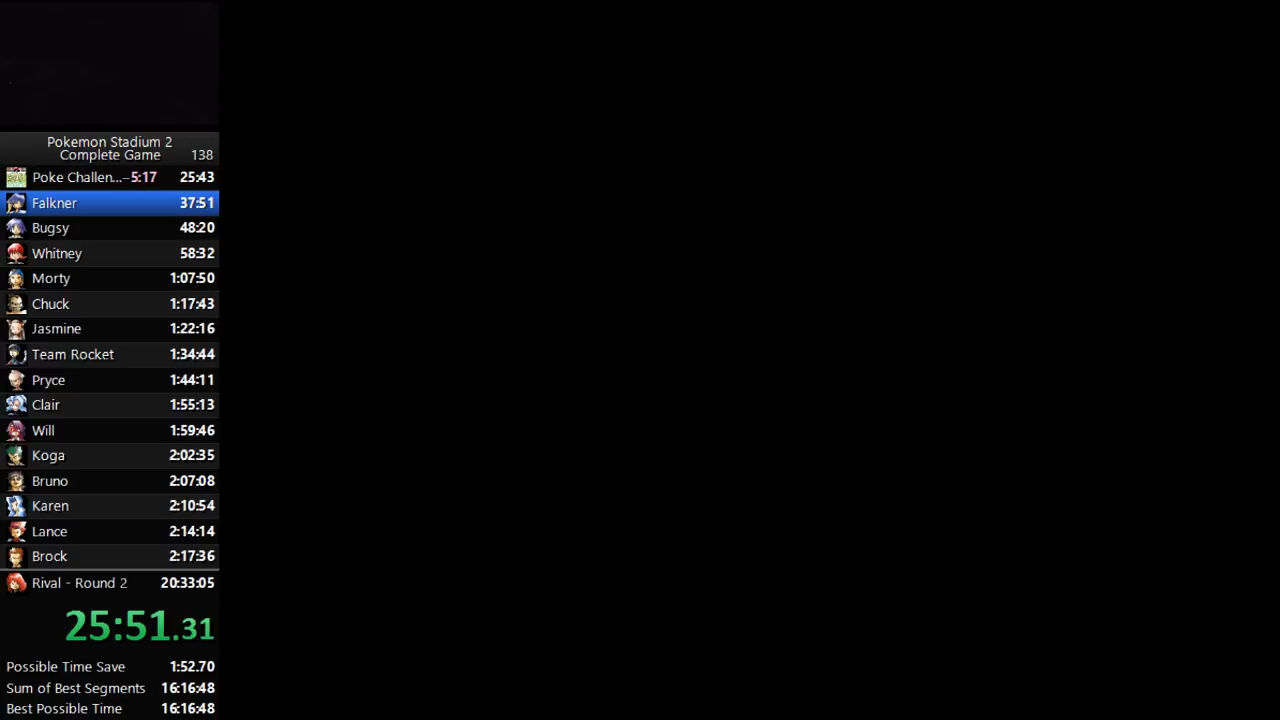 Pokemon Stadium 2
Complete Game 138
Poke Challen... −5:17 25:43
Falkner 37:51
Bugsy 48:20
Whitney 58:32
Morty 1:07:50
Chuck 1:17:43
Jasmine 1:22:16
Team Rocket 1:34:44
Pryce 1:44:11
Clair 1:55:13
Will 1:59:46
Koga 2:02:35
Bruno 2:07:08
Karen 2:10:54
Lance 2:14:14
Brock 2:17:36
Rival - Round 2 20:33:05
25:51.31
Possible Time Save 1:52.70
Sum of Best Segments 16:16:48
Best Possible Time 16:16:48